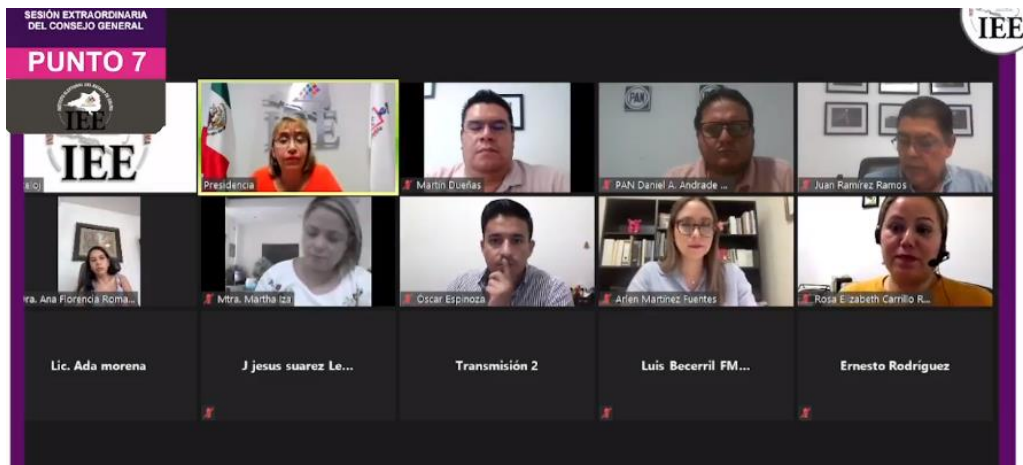 SESIÓN EXTRAORDINARIA
DEL CONSEJO GENERAL
PUNTO 7
IEE
IEE
IEE
Presidencia
Martin Dueñas
PAN
PAN Daniel A. Andrade ...
Juan Ramírez Ramos
ra. Ana Florencia Roma...
Mtra. Martha Iza
Oscar Espinoza
Arlen Martínez Fuentes
Rosa Elizabeth Carrillo R...
Lic. Ada morena
J jesus suarez Le...
Transmisión 2
Luis Becerril FM...
Ernesto Rodríguez